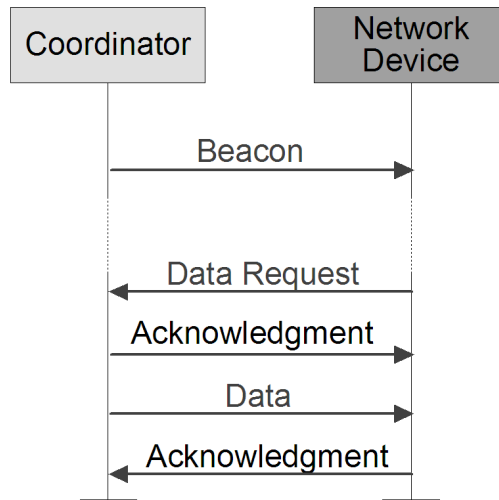 Coordinator
Network
Device
Beacon
Data Request
Acknowledgment
Data
Acknowledgment